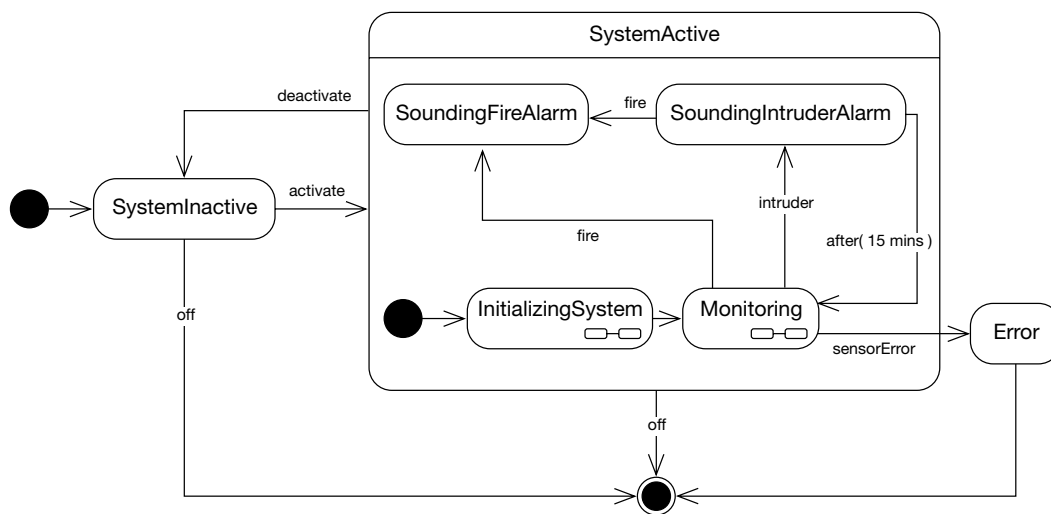 SystemActive
deactivate
SoundingFireAlarm
fire
SoundingIntruderAlarm
SystemInactive
activate
intruder
fire
after( 15 mins )
off
InitializingSystem
Monitoring
sensorError
Error
off